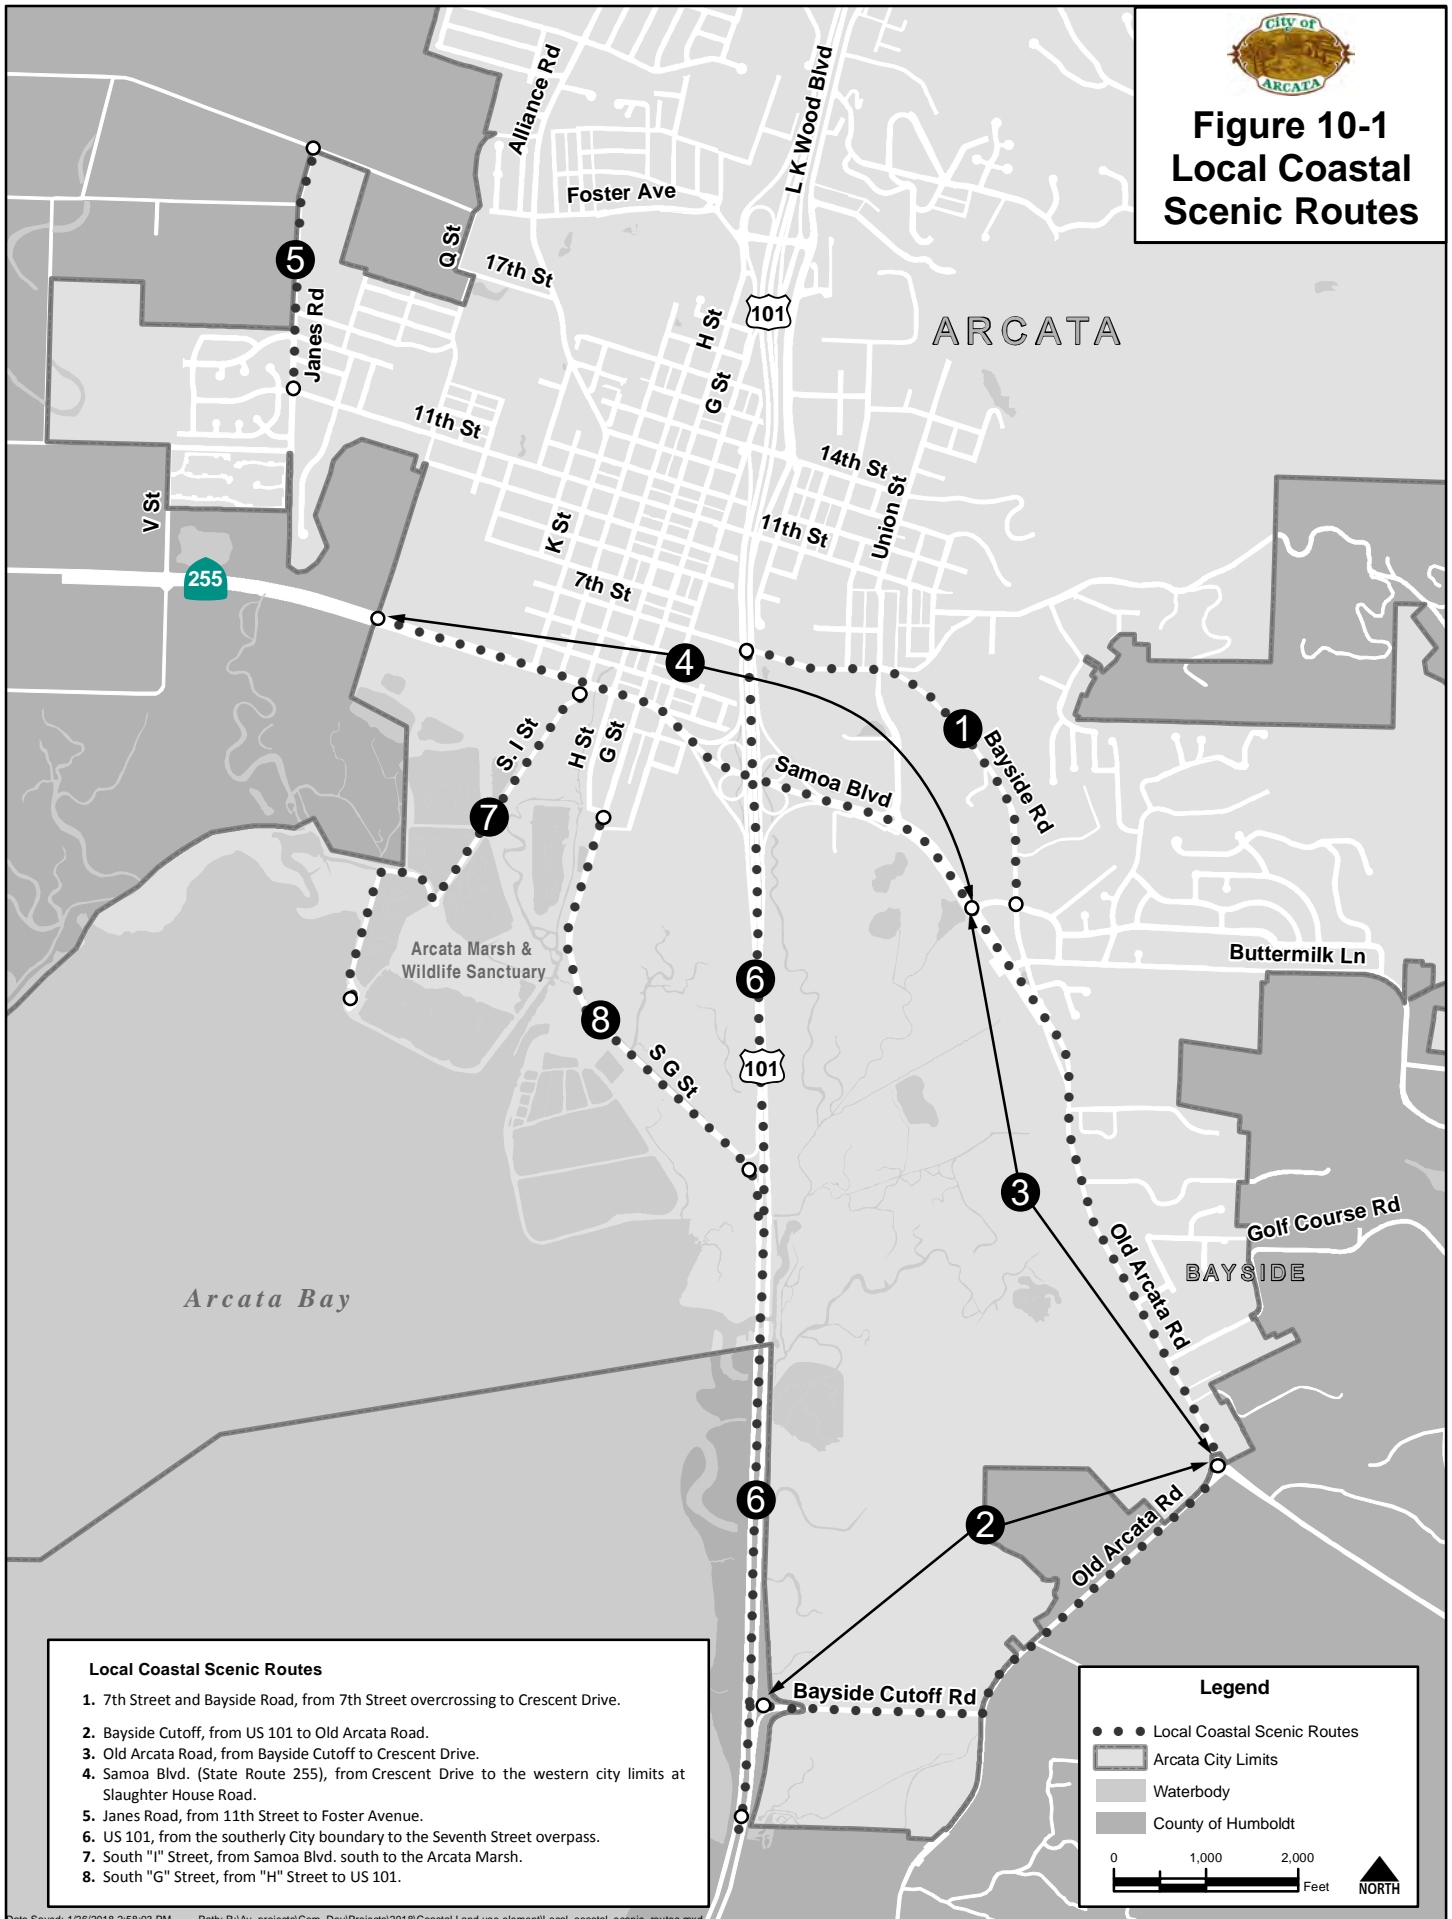 City of
ARCATA
Figure 10-1
Local Coastal
Scenic Routes
Alliance Rd
L K Wood Blvd
Foster Ave
Q St
17th St
5
Janes Rd
H St
101
ARCATA
G St
11th St
14th St
V St
K St
11th St
Union St
255
7th St
4
1
Bayside Rd
S. I St
H St
G St
Samoa Blvd
7
Arcata Marsh &
Wildlife Sanctuary
Buttermilk Ln
6
8
S G St
101
3
Golf Course Rd
Old Arcata Rd
BAYSIDE
Arcata Bay
6
2
Old Arcata Rd
Bayside Cutoff Rd
Local Coastal Scenic Routes
1. 7th Street and Bayside Road, from 7th Street overcrossing to Crescent Drive.
2. Bayside Cutoff, from US 101 to Old Arcata Road.
3. Old Arcata Road, from Bayside Cutoff to Crescent Drive.
4. Samoa Blvd. (State Route 255), from Crescent Drive to the western city limits at
Slaughter House Road.
5. Janes Road, from 11th Street to Foster Avenue.
6. US 101, from the southerly City boundary to the Seventh Street overpass.
7. South "I" Street, from Samoa Blvd. south to the Arcata Marsh.
8. South "G" Street, from "H" Street to US 101.
Legend
Local Coastal Scenic Routes
Arcata City Limits
Waterbody
County of Humboldt
0 1,000 2,000
Feet
NORTH